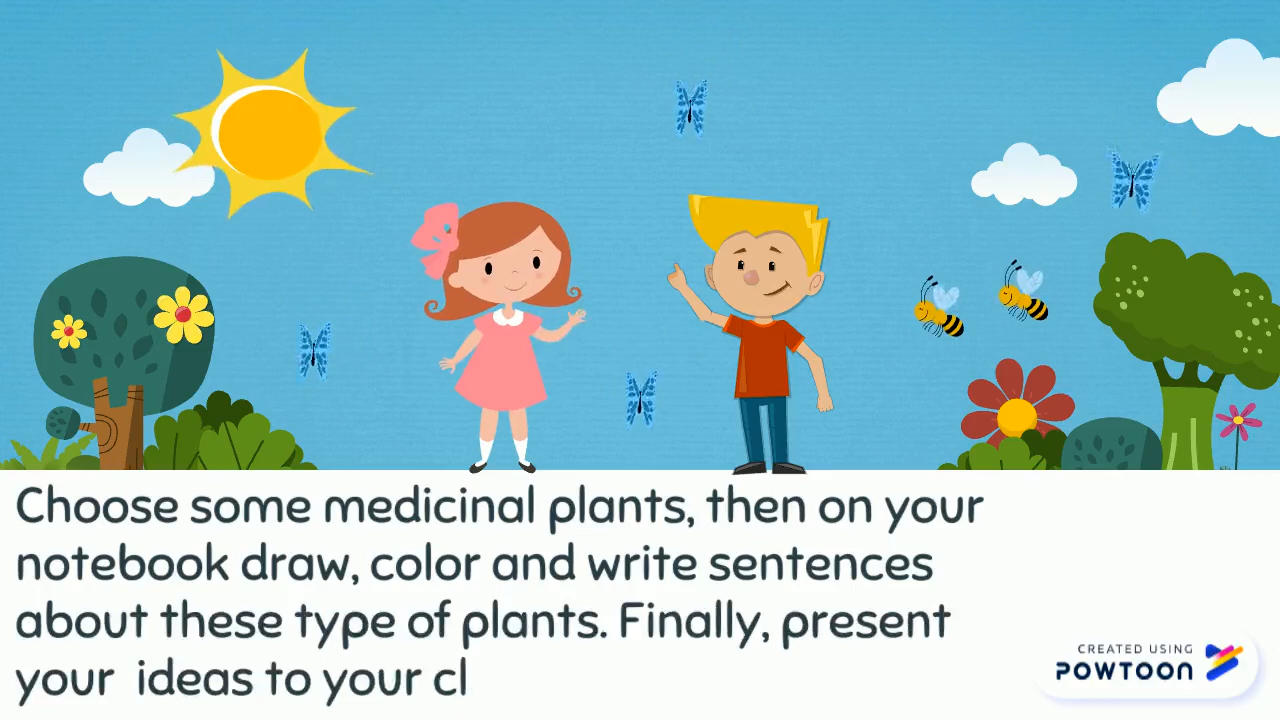 Choose some medicinal plants, then on your
notebook draw, color and write sentences
about these type of plants. Finally, present
your ideas to your cl
CREATED USING
POWTOON